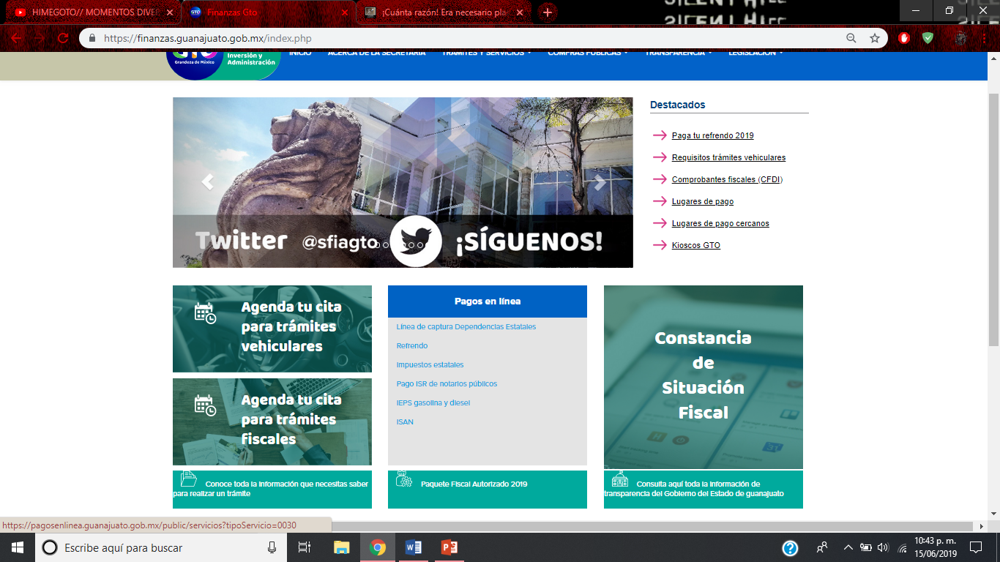 HIMEGOTO// MOMENTOS DIVER
Finanzas Gto
¡Cuánta razón! Era necesario pla
SILENT HILL
https://finanzas.guanajuato.gob.mx/index.php
GTO
Grandeza de México
Inversión y
Administración
INICIO
ACERCA DE LA SECRETARÍA
TRÁMITES Y SERVICIOS
COMPRAS PÚBLICAS
TRANSPARENCIA
LEGISLACIÓN
Twitter @sfiagto ¡SÍGUENOS!
Destacados
Paga tu refrendo 2019
Requisitos trámites vehiculares
Comprobantes fiscales (CFDI)
Lugares de pago
Lugares de pago cercanos
Kioscos GTO
Agenda tu cita
para trámites
vehiculares
Agenda tu cita
para trámites
fiscales
Pagos en línea
Línea de captura Dependencias Estatales
Refrendo
Impuestos estatales
Pago ISR de notarios públicos
IEPS gasolina y diesel
ISAN
Constancia
de
Situación
Fiscal
Conoce toda la información que necesitas saber
para realizar un trámite
Paquete Fiscal Autorizado 2019
Consulta aquí toda la información de
transparencia del Gobierno del Estado de guanajuato
https://pagosenlinea.guanajuato.gob.mx/public/servicios?tipoServicio=0030
Escribe aquí para buscar
10:43 p. m.
15/06/2019